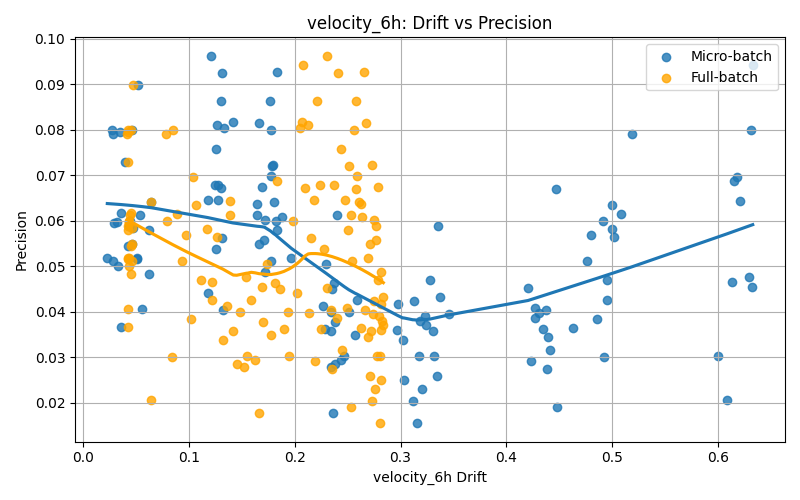 velocity_6h: Drift vs Precision
Precision
0.10
0.09
0.08
0.07
0.06
0.05
0.04
0.03
0.02
Micro-batch
Full-batch
0.0 0.1 0.2 0.3 0.4 0.5 0.6
velocity_6h Drift